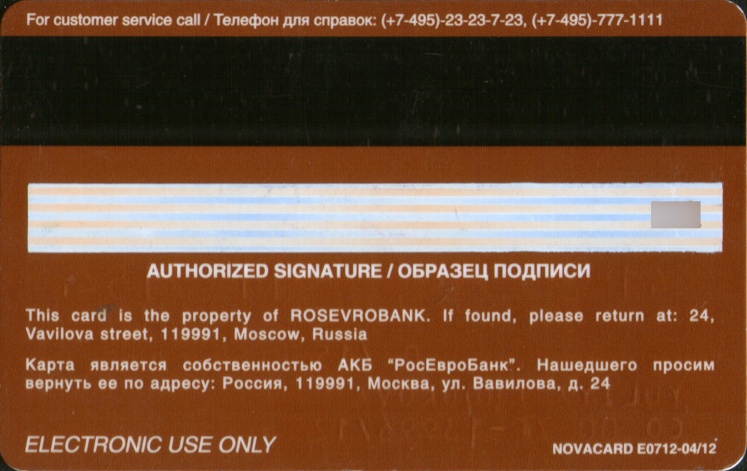 For customer service call / Телефон для справок: (+7-495)-23-23-7-23, (+7-495)-777-1111
AUTHORIZED SIGNATURE / ОБРАЗЕЦ ПОДПИСИ
This card is the property of ROSEVROBANK. If found, please return at: 24,
Vavilova street, 119991, Moscow, Russia
Карта является собственностью АКБ "РосЕвроБанк". Нашедшего просим
вернуть ее по адресу: Россия, 119991, Москва, ул. Вавилова, д. 24
ELECTRONIC USE ONLY
NOVACARD E0712-04/12